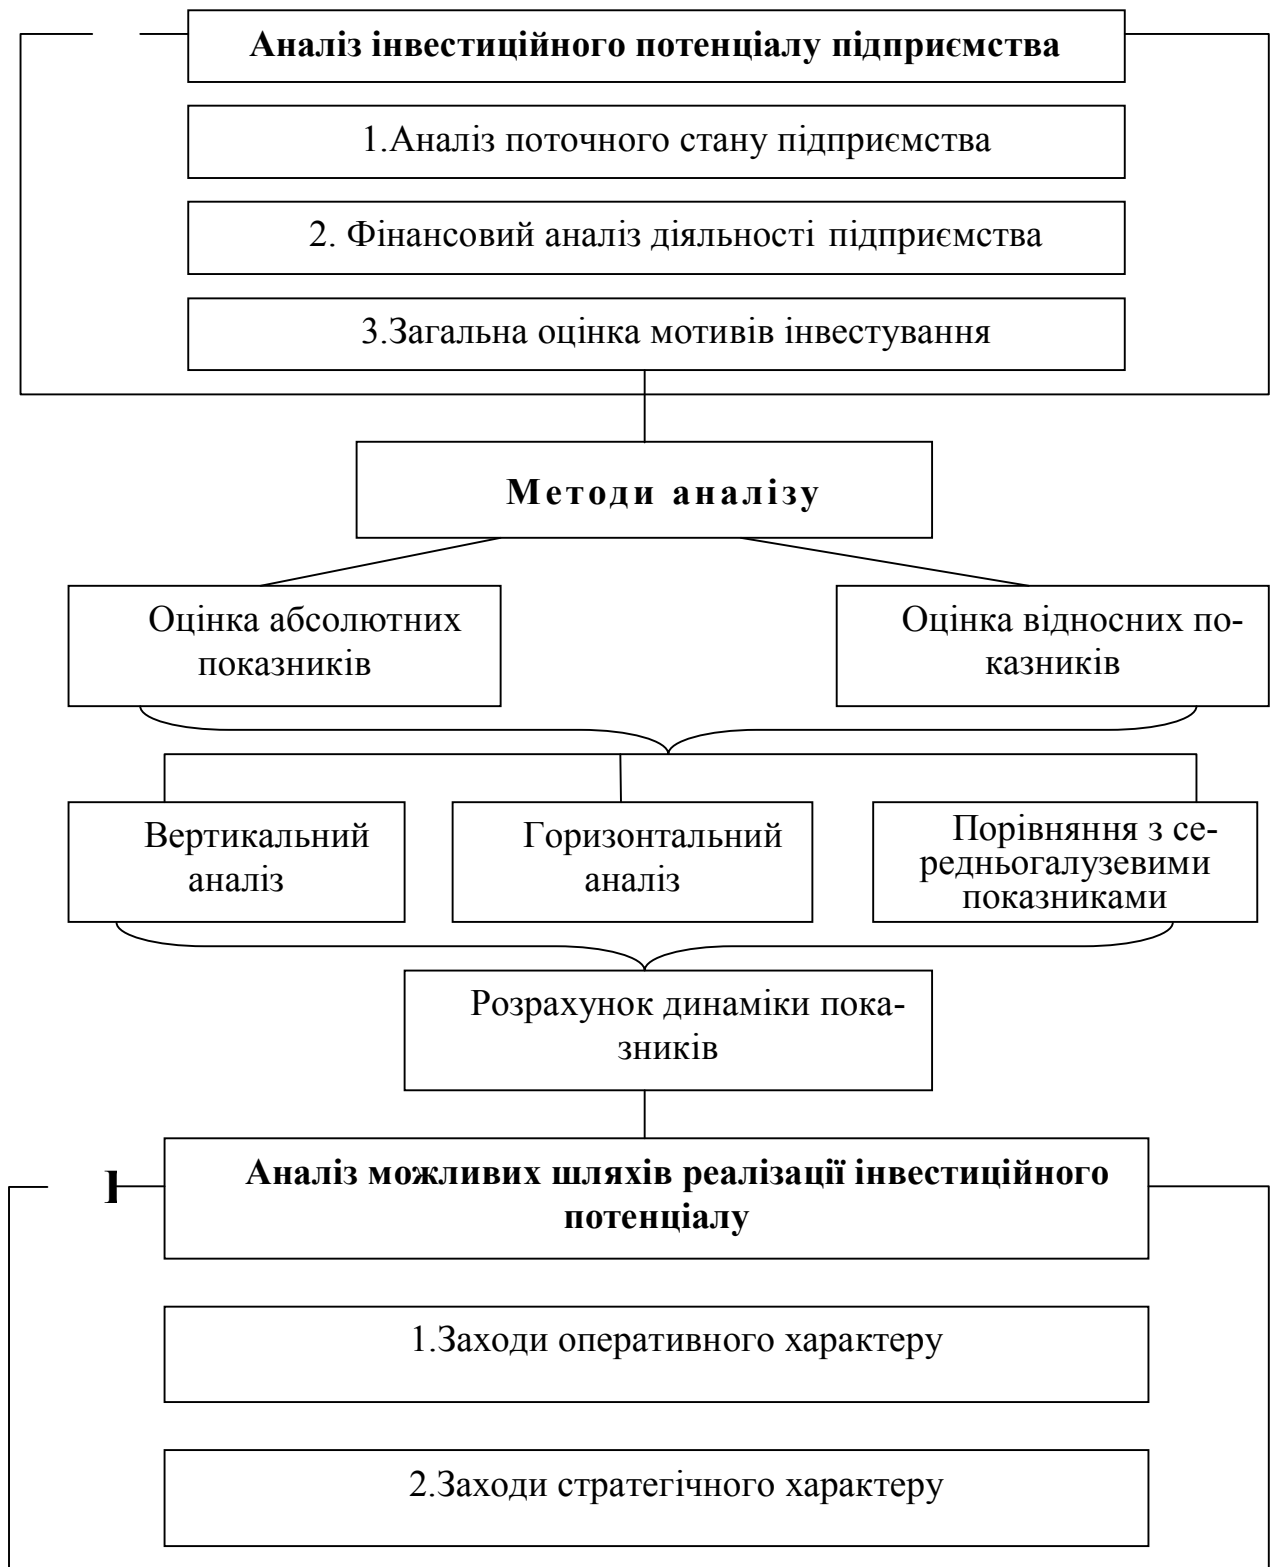 Аналіз інвестиційного потенціалу підприємства
1.Аналіз поточного стану підприємства
2. Фінансовий аналіз діяльності підприємства
3.Загальна оцінка мотивів інвестування
Методи аналізу
Оцінка абсолютних
показників
Оцінка відносних по-
казників
Вертикальний
аналіз
Горизонтальний
аналіз
Порівняння з се-
редньогалузевими
показниками
Розрахунок динаміки пока-
зників
Аналіз можливих шляхів реалізації інвестиційного
потенціалу
1.Заходи оперативного характеру
2.Заходи стратегічного характеру